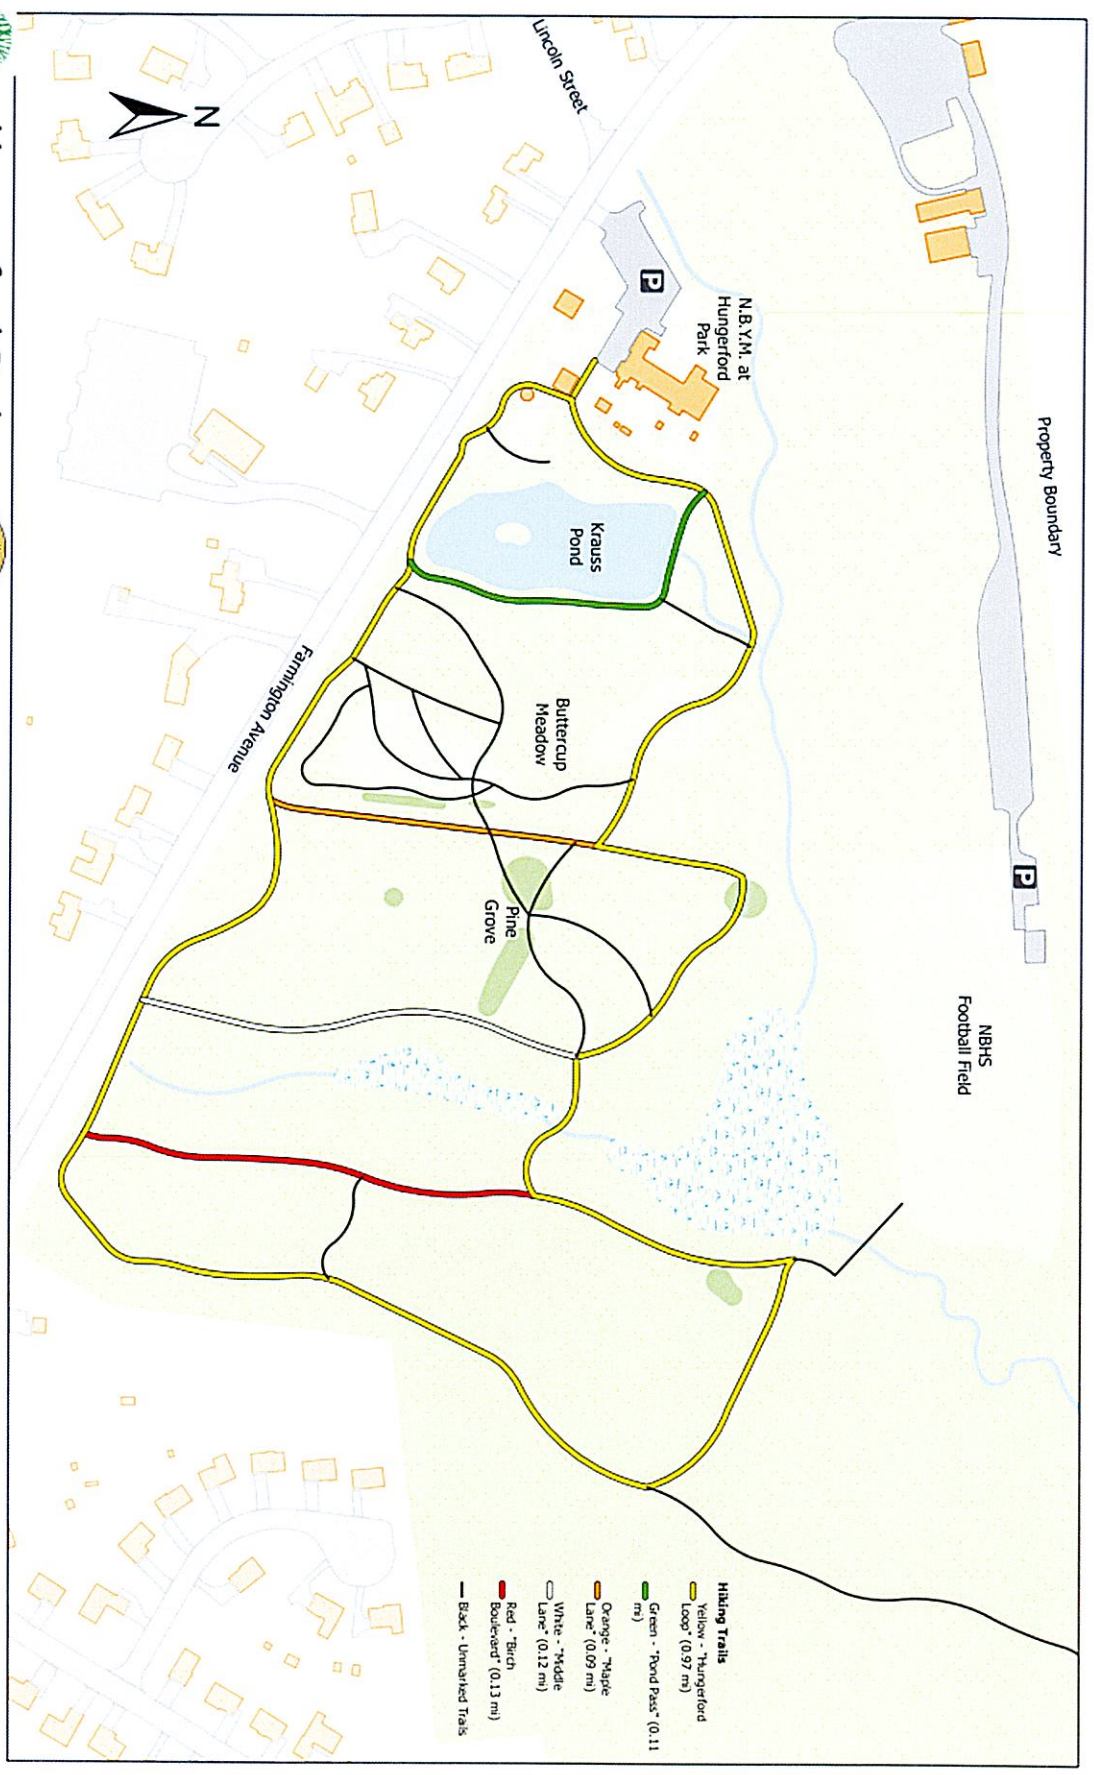 Property Boundary
N.B.Y.M. at
Hungerford
Park
Lincoln Street
N
P
P
NBHS
Football Field
Krauss
Pond
Buttercup
Meadow
Pine
Grove
Farmington Avenue
Hiking Trails
Yellow - "Hungerford
Loop" (0.97 mi)
Green - "Pond Pass" (0.11
mi)
Orange - "Maple
Lane" (0.09 mi)
White - "Middle
Lane" (0.12 mi)
Red - "Birch
Boulevard" (0.13 mi)
Black - Unmarked Trails